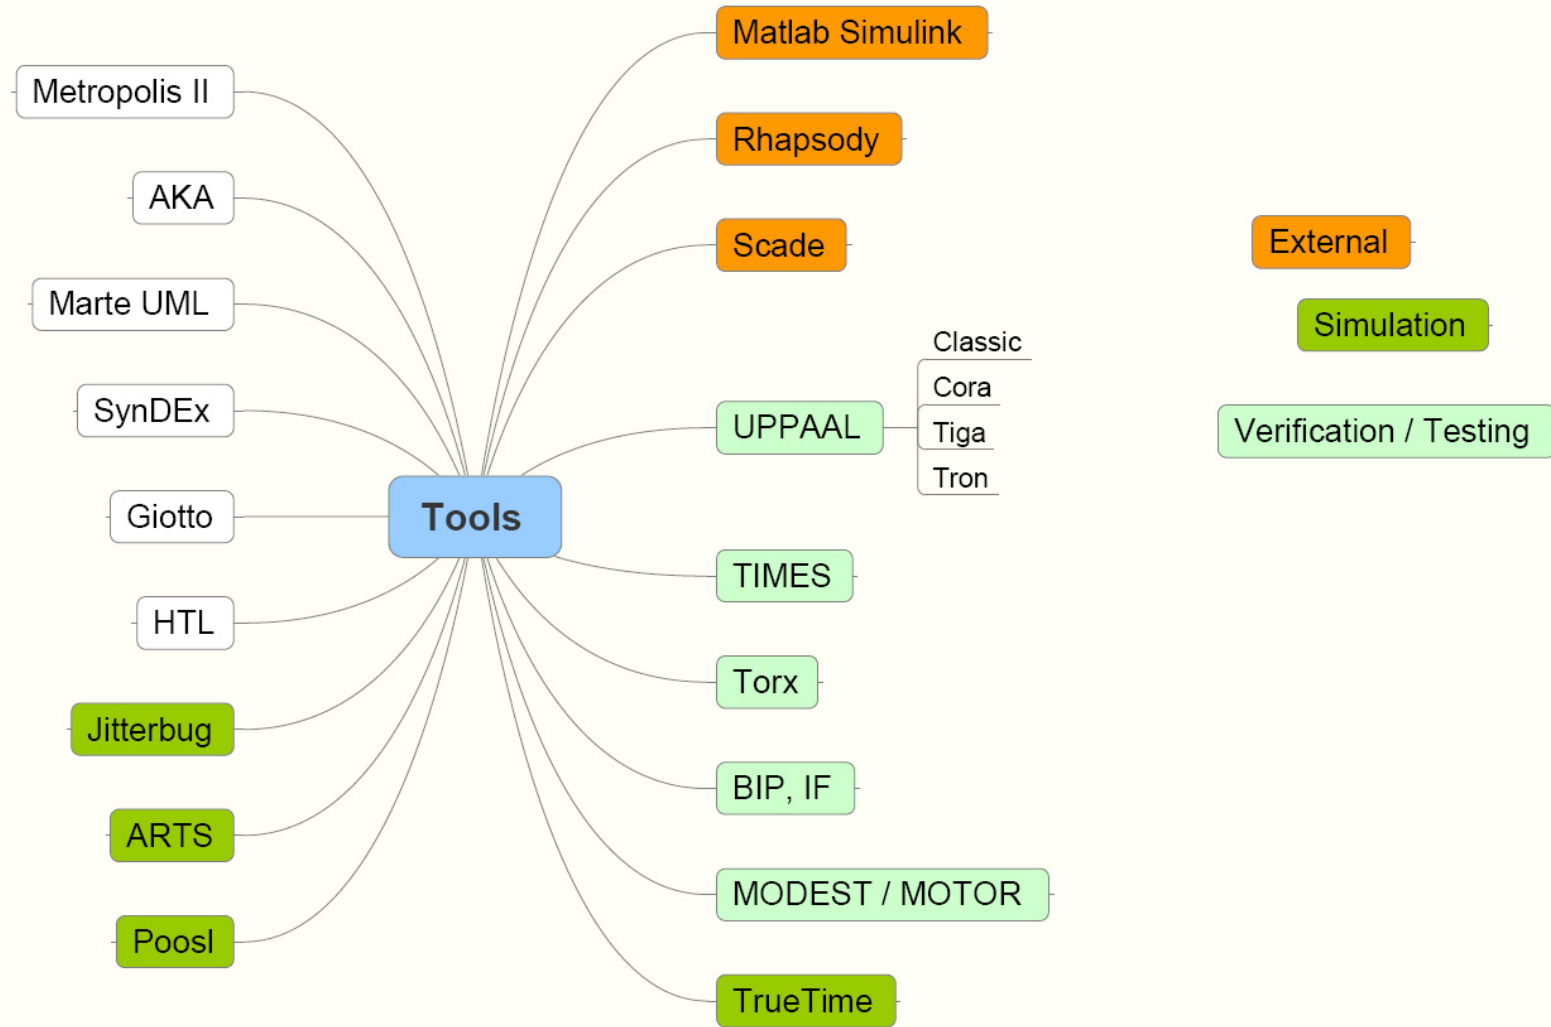 Metropolis II
AKA
Marte UML
SynDEx
Giotto
HTL
Jitterbug
ARTS
Poosl
Tools
Matlab Simulink
Rhapsody
Scade
UPPAAL
Classic
Cora
Tiga
Tron
TIMES
Torx
BIP, IF
MODEST / MOTOR
TrueTime
External
Simulation
Verification / Testing